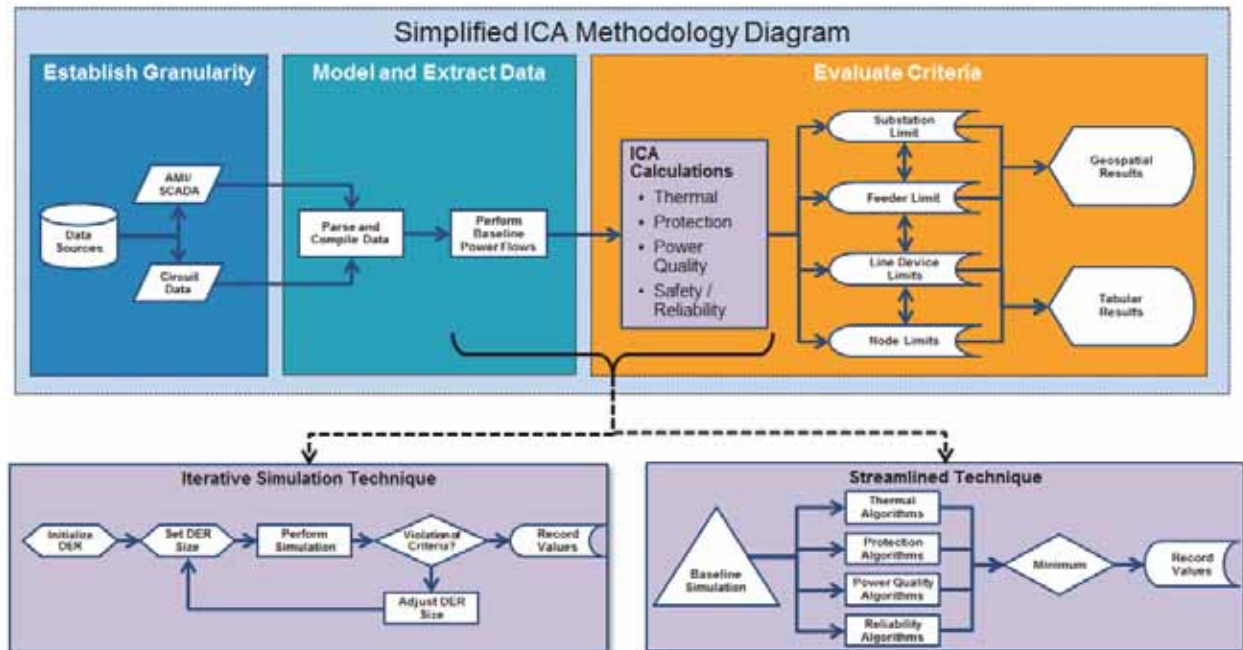 Simplified ICA Methodology Diagram
Establish Granularity
Model and Extract Data
Evaluate Criteria
Data
Sources
AMI/
SCADA
Circuit
Data
Parse and
Compile Data
Perform
Baseline
Power Flows
ICA
Calculations
• Thermal
• Protection
• Power
Quality
• Safety /
Reliability
Substation
Limit
Feeder Limit
Line Device
Limits
Node Limits
Geospatial
Results
Tabular
Results
Iterative Simulation Technique
Initialize
DER
Set DER
Size
Perform
Simulation
Violation of
Criteria?
Record
Values
Adjust DER
Size
Streamlined Technique
Baseline
Simulation
Thermal
Algorithms
Protection
Algorithms
Power Quality
Algorithms
Reliability
Algorithms
Minimum
Record
Values